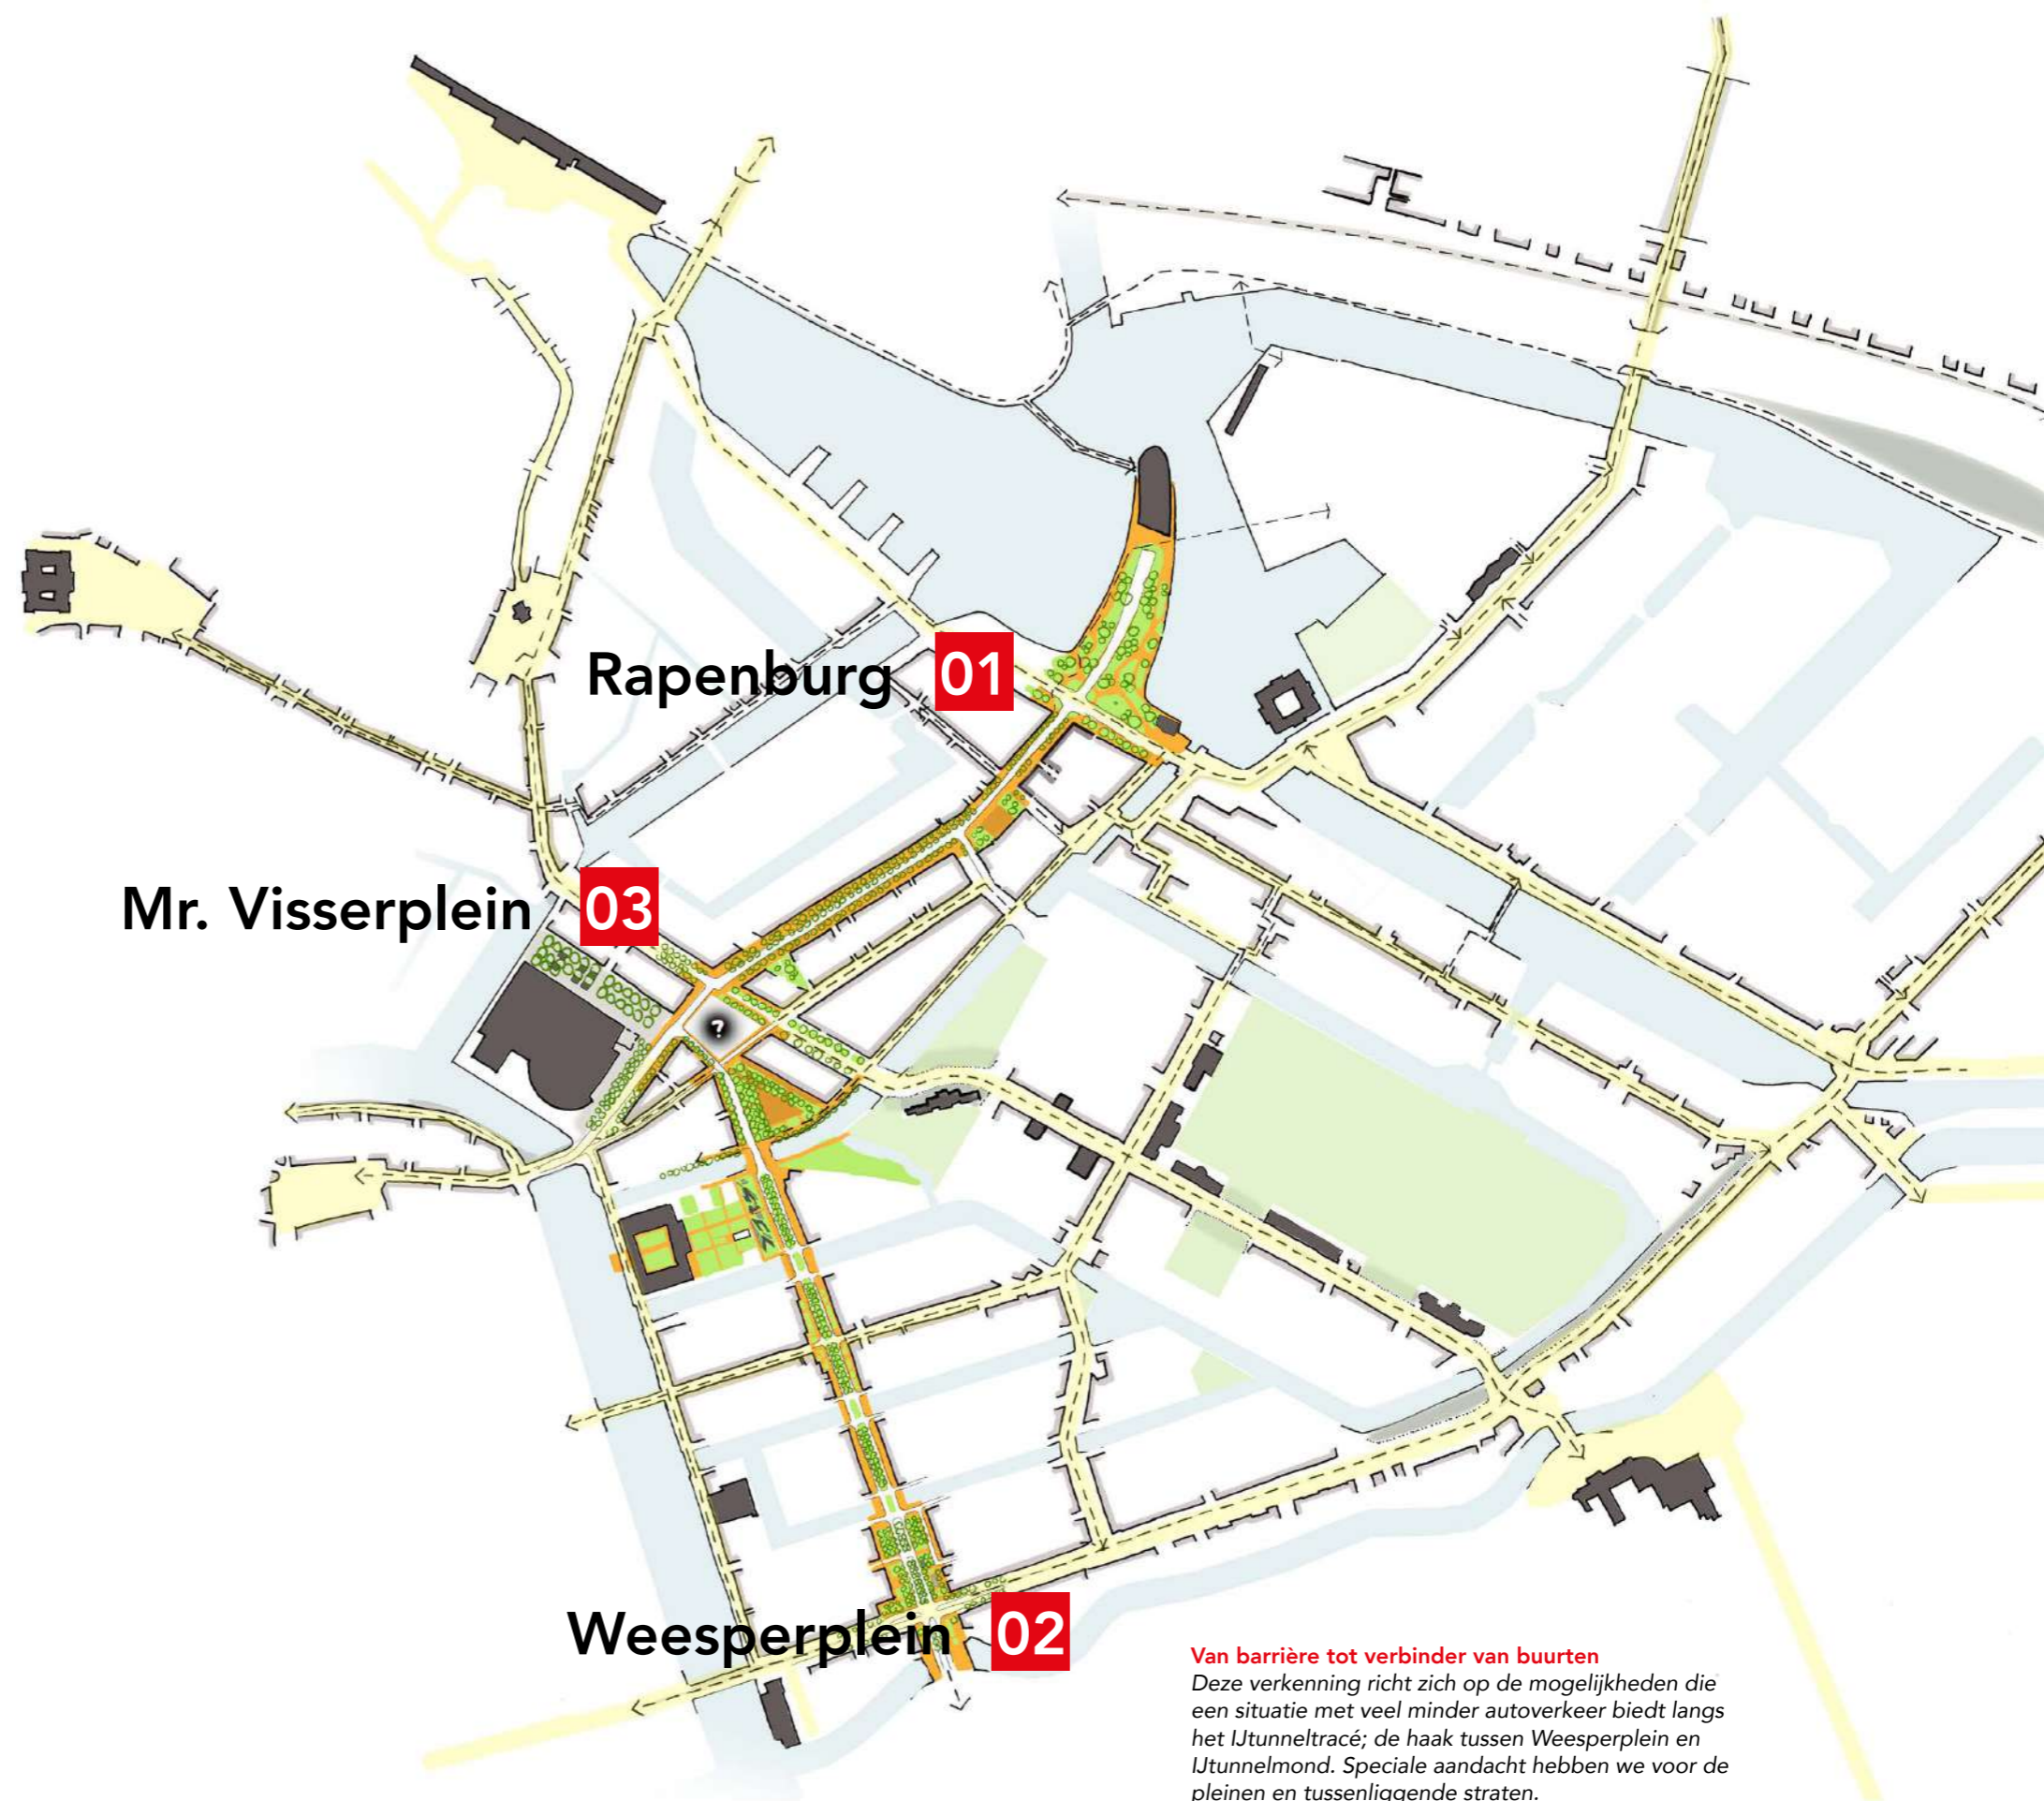 Rapenburg 01
Mr. Visserplein 03
?
Weesperplein 02
Van barrière tot verbinder van buurten
Deze verkenning richt zich op de mogelijkheden die
een situatie met veel minder autoverkeer biedt langs
het IJtunneltracé; de haak tussen Weesperplein en
IJtunnelmond. Speciale aandacht hebben we voor de
pleinen en tussenliggende straten.